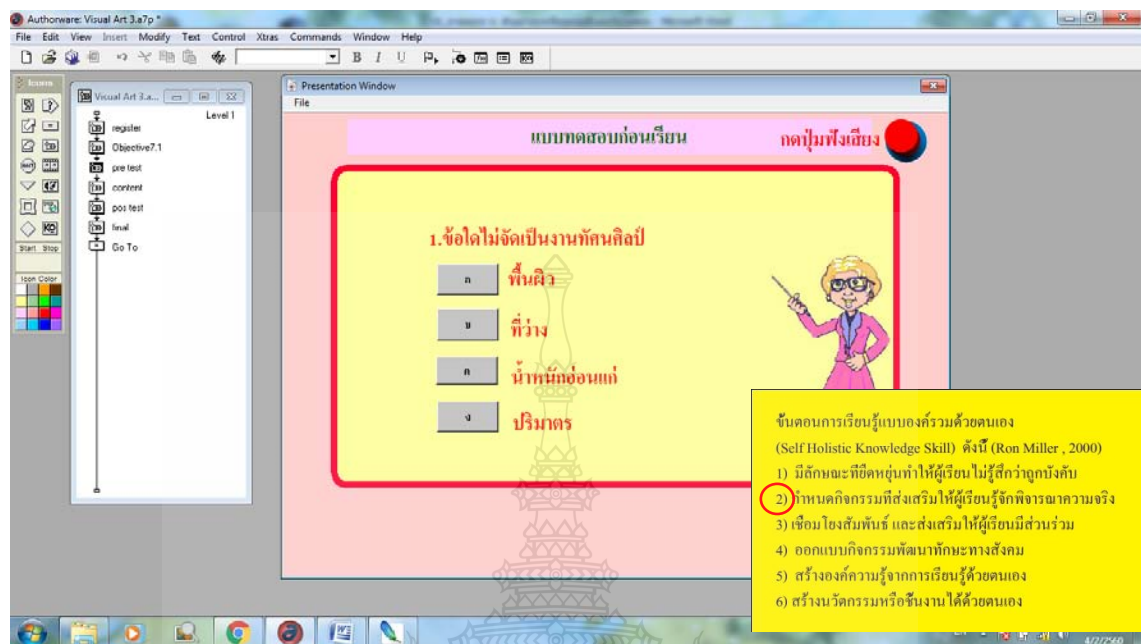 Authorware: Visual Art 3.a7p *
File Edit View Insert Modify Text Control Xtras Commands Window Help
B I U
Icons
Visual Art 3.a...
Level 1
register
Objective7.1
pre test
content
pos test
final
Go To
Start Stop
Icon Color
Presentation Window
File
แบบทดสอบก่อนเรียน
กดปุ่มฟังเสียง
1.ข้อใดไม่จัดเป็นงานทัศนศิลป์
ก พื้นผิว
ข ที่ว่าง
ค น้ำหนักอ่อนแก่
ง ปริมาตร
ขั้นตอนการเรียนรู้แบบองค์รวมด้วยตนเอง
(Self Holistic Knowledge Skill) ดังนี้ (Ron Miller , 2000)
1) มีลักษณะที่ยืดหยุ่นทำให้ผู้เรียนไม่รู้สึกว่าถูกบังคับ
2) กำหนดกิจกรรมที่ส่งเสริมให้ผู้เรียนรู้จักพิจารณาความจริง
3) เชื่อมโยงสัมพันธ์ และส่งเสริมให้ผู้เรียนมีส่วนร่วม
4) ออกแบบกิจกรรมพัฒนาทักษะทางสังคม
5) สร้างองค์ความรู้จากการเรียนรู้ด้วยตนเอง
6) สร้างนวัตกรรมหรือชิ้นงานได้ด้วยตนเอง
4/2/2560